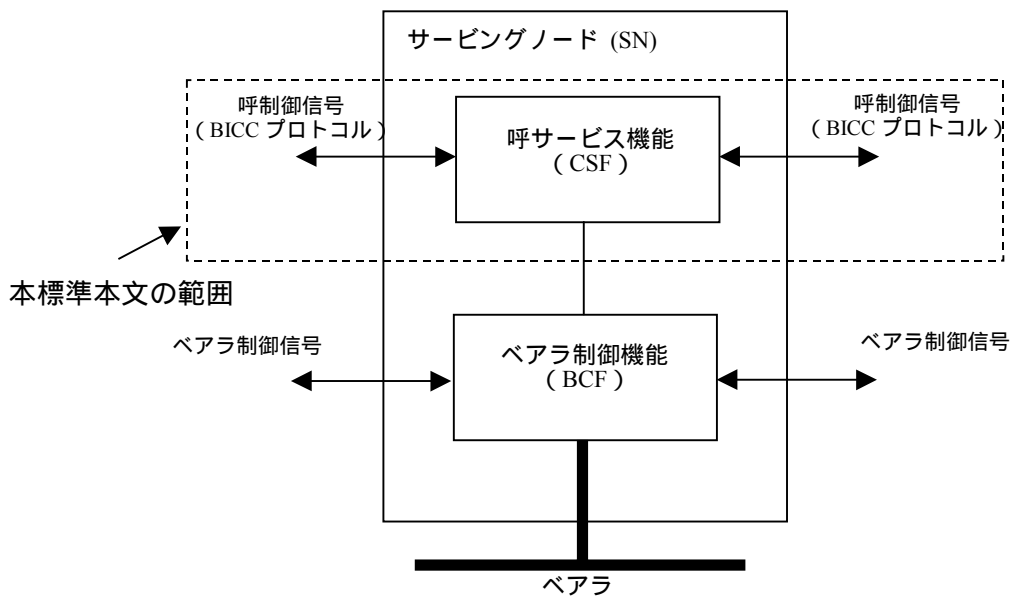 サービングノード (SN)
呼制御信号
( BICC プロトコル )
呼サービス機能
( CSF )
呼制御信号
( BICC プロトコル )
本標準本文の範囲
ベアラ制御信号
ベアラ制御機能
( BCF )
ベアラ制御信号
ベアラ